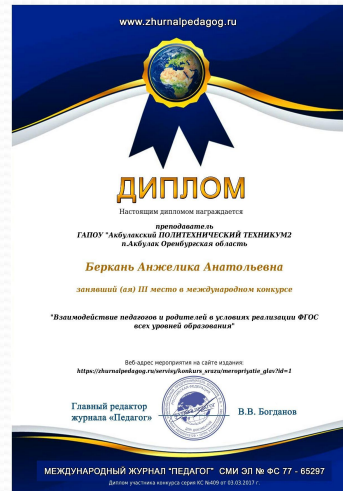 www.zhurnalpedagog.ru
ДИПЛОМ
Настоящим дипломом награждается
преподаватель
ГАПОУ "Акбулакский ПОЛИТЕХНИЧЕСКИЙ ТЕХНИКУМ2
п.Акбулак Оренбургская область
Беркань Анжелика Анатольевна
занявший (ая) III место в международном конкурсе
"Взаимодействие педагогов и родителей в условиях реализации ФГОС
всех уровней образования"
Веб-адрес мероприятия на сайте издания:
https://zhurnalpedagog.ru/servisy/konkurs_srazu/meropriyatie_glav?id=1
Главный редактор
журнала «Педагог»
В.В. Богданов
МЕЖДУНАРОДНЫЙ ЖУРНАЛ "ПЕДАГОГ" СМИ ЭЛ № ФС 77 - 65297
Диплом участника конкурса серия КС №409 от 03.03.2017 г.